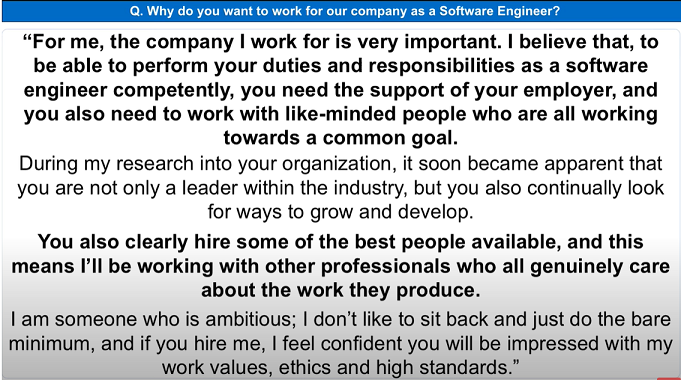 Q. Why do you want to work for our company as a Software Engineer?
“For me, the company I work for is very important. I believe that, to
be able to perform your duties and responsibilities as a software
engineer competently, you need the support of your employer, and
you also need to work with like-minded people who are all working
towards a common goal.
During my research into your organization, it soon became apparent that
you are not only a leader within the industry, but you also continually look
for ways to grow and develop.
You also clearly hire some of the best people available, and this
means I’ll be working with other professionals who all genuinely care
about the work they produce.
I am someone who is ambitious; I don’t like to sit back and just do the bare
minimum, and if you hire me, I feel confident you will be impressed with my
work values, ethics and high standards.”